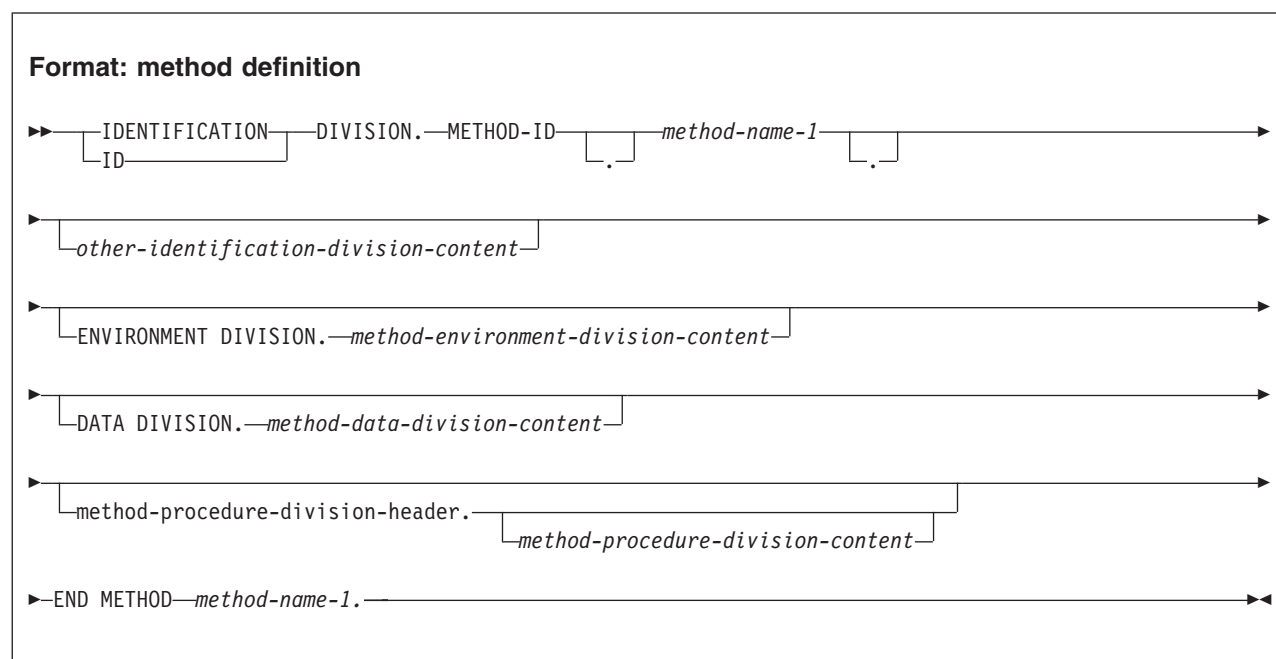 Format: method definition
IDENTIFICATION DIVISION. METHOD-ID method-name-1
ID . .
other-identification-division-content
ENVIRONMENT DIVISION. method-environment-division-content
DATA DIVISION. method-data-division-content
method-procedure-division-header.
method-procedure-division-content
END METHOD method-name-1.